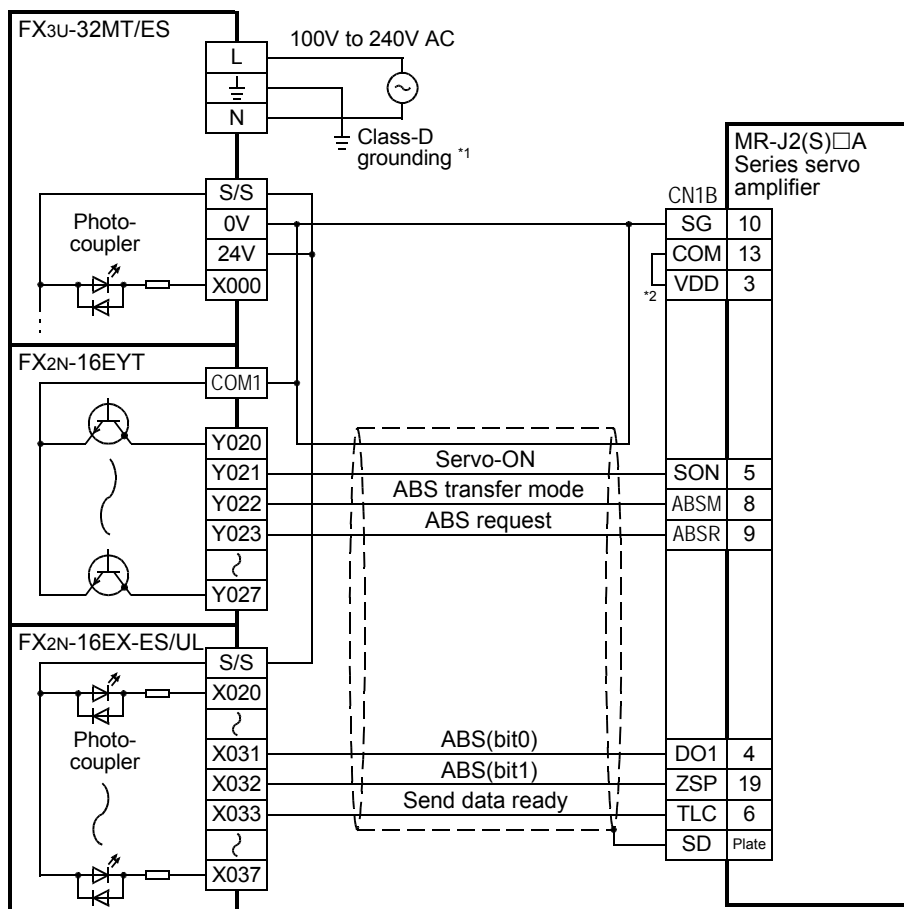 FX3U-32MT/ES
L
N
100V to 240V AC
Class-D
grounding *1
S/S
0V
24V
X000
Photo-
coupler
FX2N-16EYT
COM1
Y020
Y021
Y022
Y023
Y027
FX2N-16EX-ES/UL
S/S
X020
X031
X032
X033
X037
Photo-
coupler
Servo-ON
ABS transfer mode
ABS request
ABS(bit0)
ABS(bit1)
Send data ready
MR-J2(S)□A
Series servo
amplifier
CN1B
SG 10
COM 13
VDD 3
*2
SON 5
ABSM 8
ABSR 9
DO1 4
ZSP 19
TLC 6
SD Plate